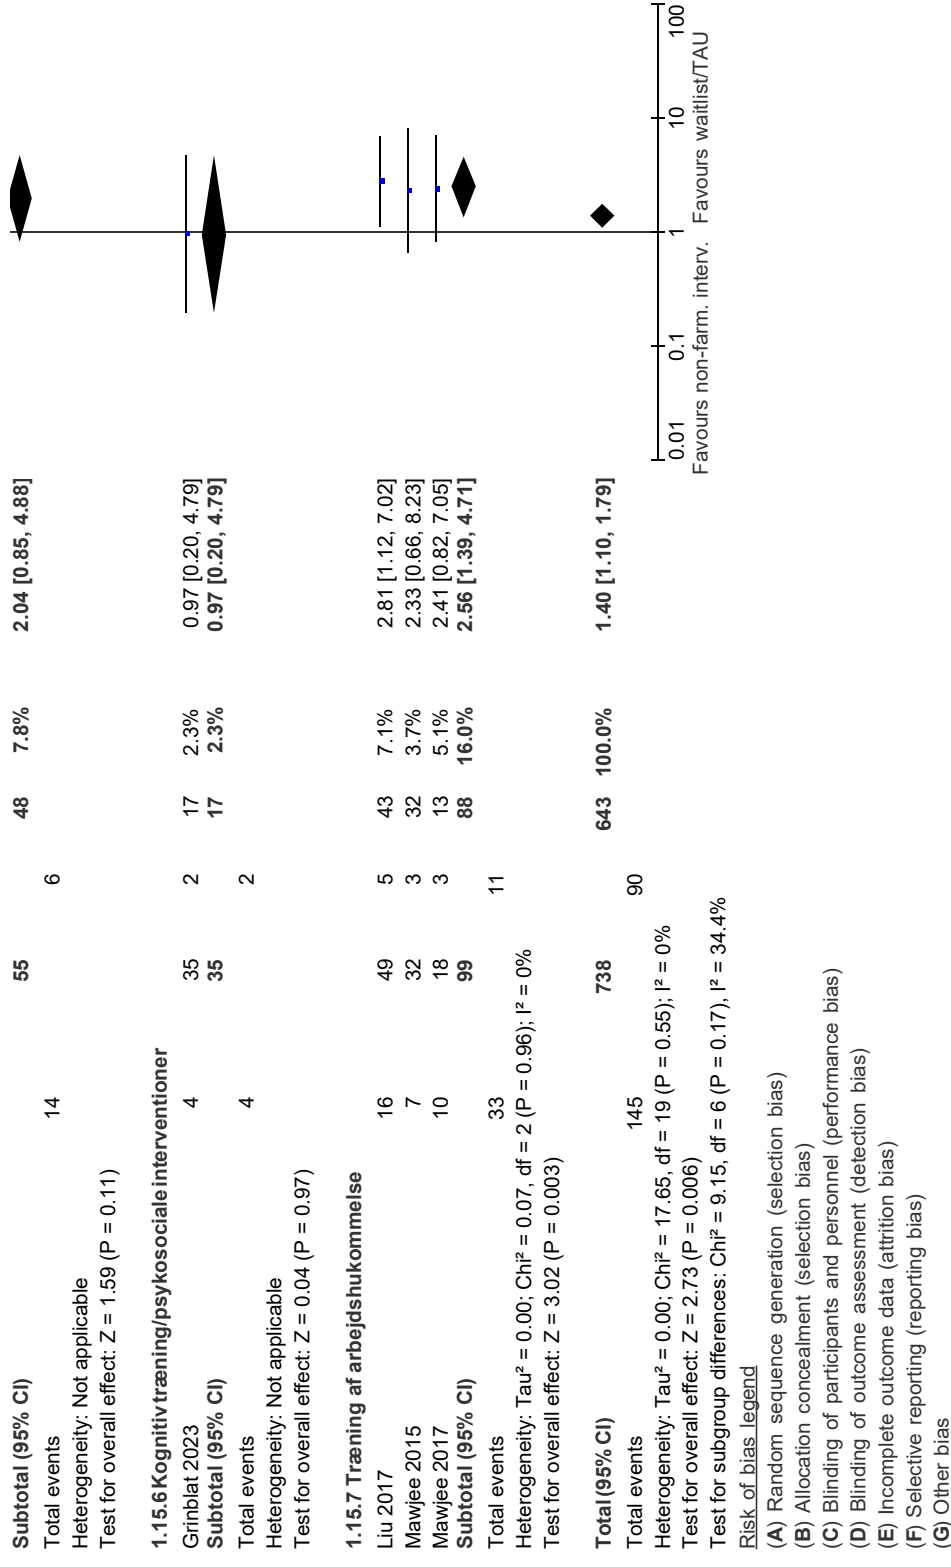 Subtotal (95% CI) 55 48 7.8% 2.04 [0.85, 4.88]
Total events 14 6
Heterogeneity: Not applicable
Test for overall effect: Z = 1.59 (P = 0.11)
1.15.6 Kognitiv træning/psykosociale interventioner
Grinblat 2023 4 35 2 17 2.3% 0.97 [0.20, 4.79]
Subtotal (95% CI) 35 17 2.3% 0.97 [0.20, 4.79]
Total events 4 2
Heterogeneity: Not applicable
Test for overall effect: Z = 0.04 (P = 0.97)
1.15.7 Træning af arbejdshukommelse
Liu 2017 16 49 5 43 7.1% 2.81 [1.12, 7.02]
Mawjee 2015 7 32 3 32 3.7% 2.33 [0.66, 8.23]
Mawjee 2017 10 18 3 13 5.1% 2.41 [0.82, 7.05]
Subtotal (95% CI) 99 88 16.0% 2.56 [1.39, 4.71]
Total events 33 11
Heterogeneity: Tau² = 0.00; Chi² = 0.07, df = 2 (P = 0.96); I² = 0%
Test for overall effect: Z = 3.02 (P = 0.003)
Total (95% CI) 738 643 100.0% 1.40 [1.10, 1.79]
Total events 145 90
Heterogeneity: Tau² = 0.00; Chi² = 17.65, df = 19 (P = 0.55); I² = 0%
Test for overall effect: Z = 2.73 (P = 0.006)
Test for subgroup differences: Chi² = 9.15, df = 6 (P = 0.17), I² = 34.4%
0.01 0.1 1 10 100
Favours non-farm. interv. Favours waitlist/TAU
Risk of bias legend
(A) Random sequence generation (selection bias)
(B) Allocation concealment (selection bias)
(C) Blinding of participants and personnel (performance bias)
(D) Blinding of outcome assessment (detection bias)
(E) Incomplete outcome data (attrition bias)
(F) Selective reporting (reporting bias)
(G) Other bias